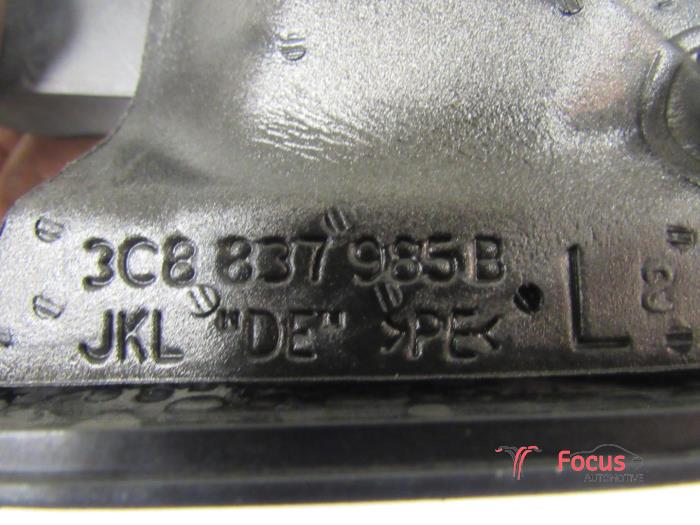 3C8 837 985 B
JKL "DE" >PE< L
Focus
AUTOMOTIVE